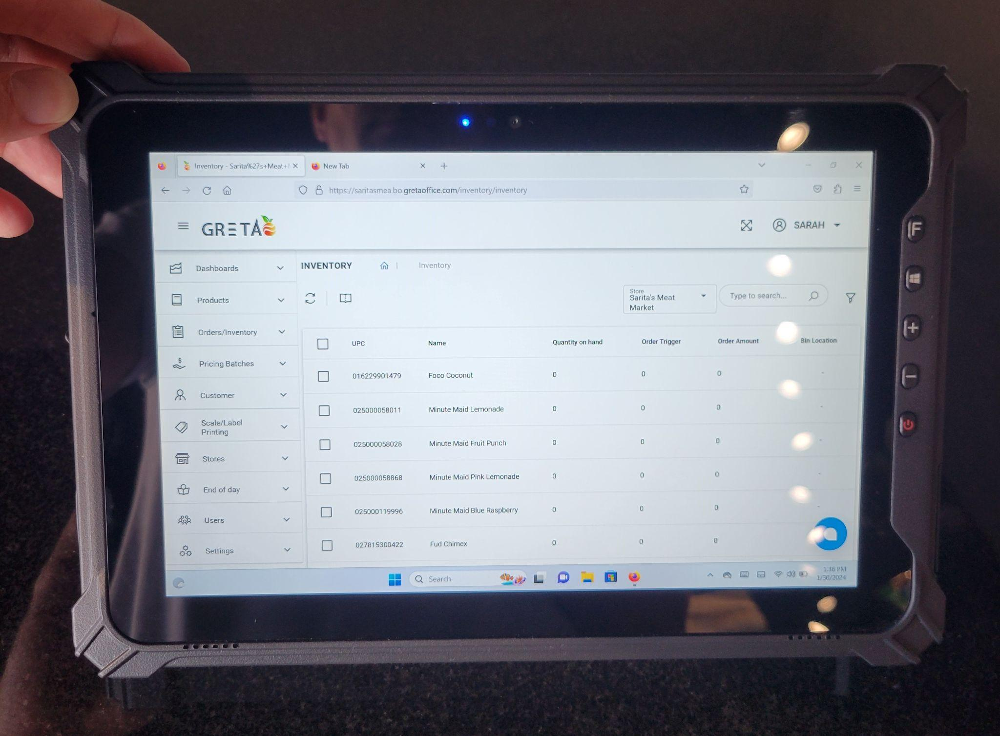 Inventory - Sarita%27s+Meat+
New Tab
https://saritasmea.bo.gretaoffice.com/inventory/inventory
GRETA
SARAH
F
Dashboards
Products
Orders/Inventory
Pricing Batches
Customer
Scale/Label
Printing
Stores
End of day
Users
Settings
INVENTORY | Inventory
Store
Sarita's Meat
Market
Type to search...
UPC Name Quantity on hand Order Trigger Order Amount Bin Location
016229901479 Foco Coconut 0 0 0 -
025000058011 Minute Maid Lemonade 0 0 0 -
025000058028 Minute Maid Fruit Punch 0 0 0 -
025000058868 Minute Maid Pink Lemonade 0 0 0 -
025000119996 Minute Maid Blue Raspberry 0 0 0 -
027815300422 Fud Chimex 0 0 0
Search
1:36 PM
1/30/2024